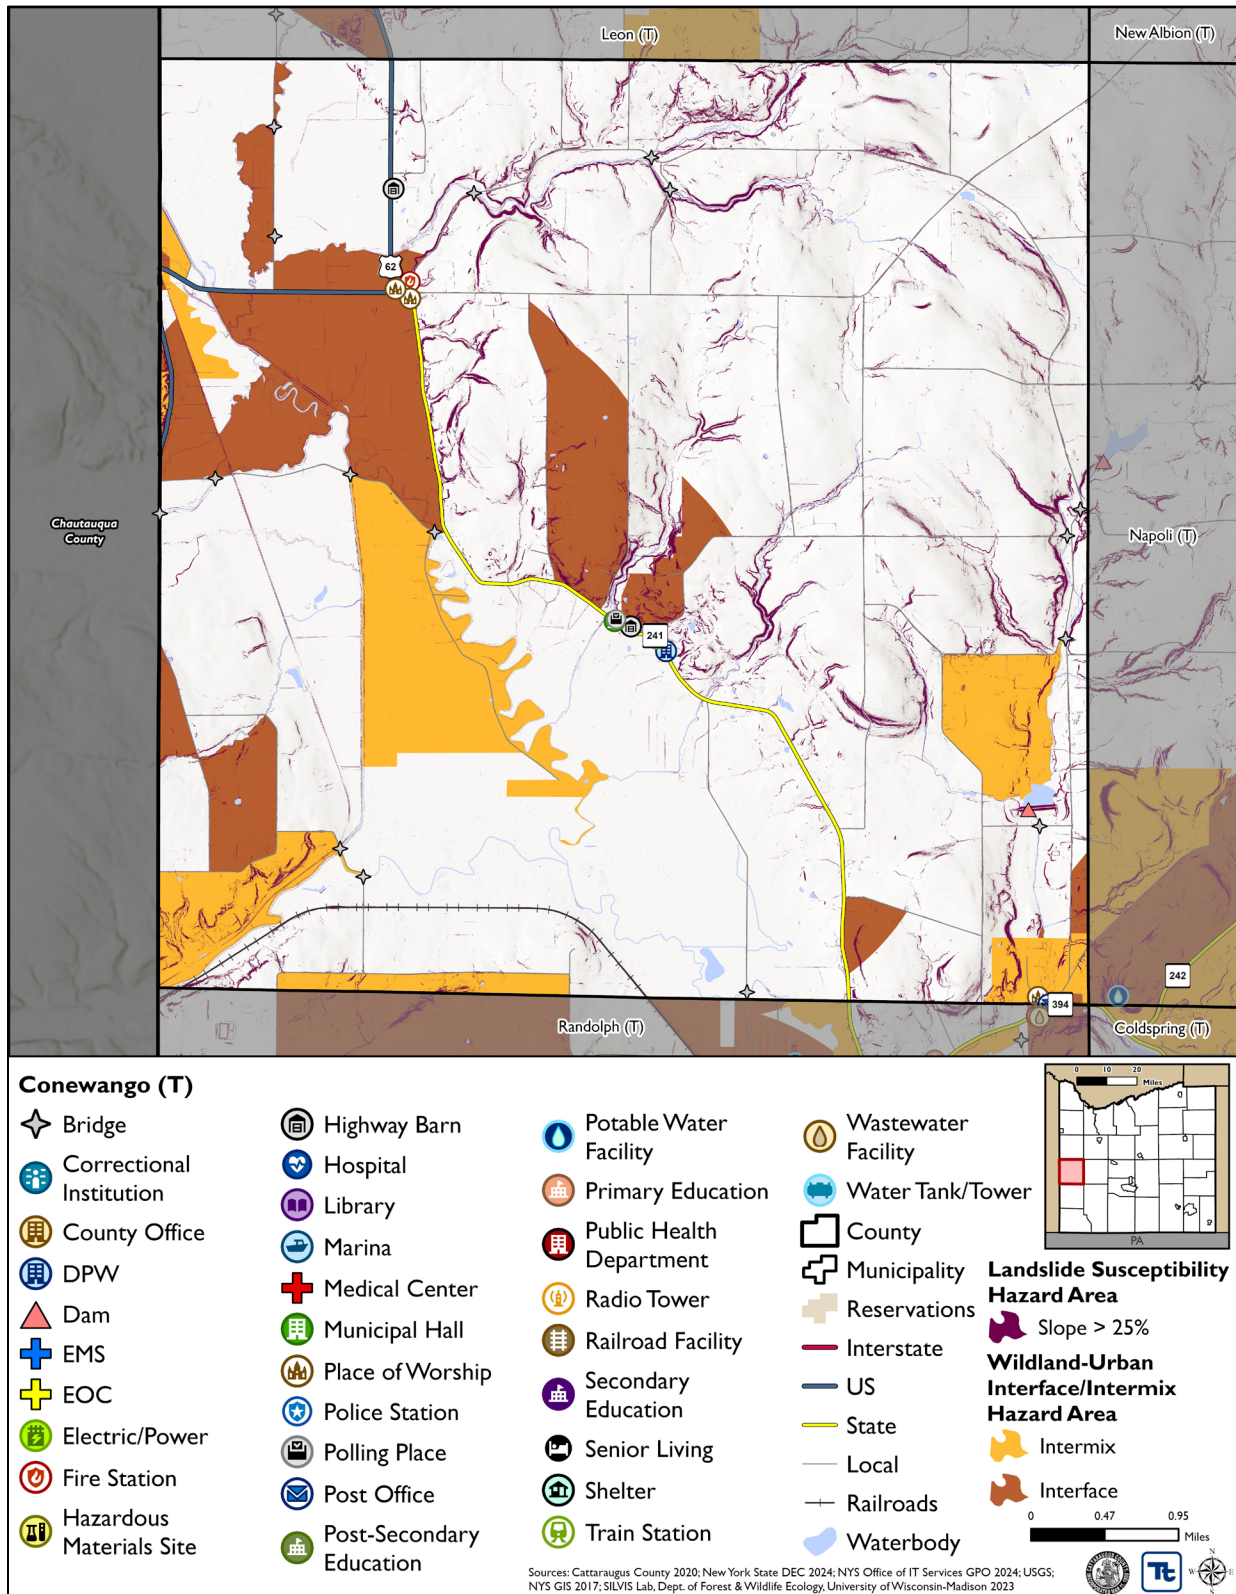 Leon (T)
New Albion (T)
62
Chautauqua
County
Napoli (T)
241
242
394
Randolph (T)
Coldspring (T)
Conewango (T)
Bridge
Correctional
Institution
County Office
DPW
Dam
EMS
EOC
Electric/Power
Fire Station
Hazardous
Materials Site
Highway Barn
Hospital
Library
Marina
Medical Center
Municipal Hall
Place of Worship
Police Station
Polling Place
Post Office
Post-Secondary
Education
Potable Water
Facility
Primary Education
Public Health
Department
Radio Tower
Railroad Facility
Secondary
Education
Senior Living
Shelter
Train Station
Wastewater
Facility
Water Tank/Tower
County
Municipality
Reservations
Interstate
US
State
Local
Railroads
Waterbody
0 10 20
Miles
PA
Landslide Susceptibility
Hazard Area
Slope > 25%
Wildland-Urban
Interface/Intermix
Hazard Area
Intermix
Interface
0 0.47 0.95
Miles
Sources: Cattaraugus County 2020; New York State DEC 2024; NYS Office of IT Services GPO 2024; USGS;
NYS GIS 2017; SILVIS Lab, Dept. of Forest & Wildlife Ecology, University of Wisconsin-Madison 2023
Tt
N
W E
S